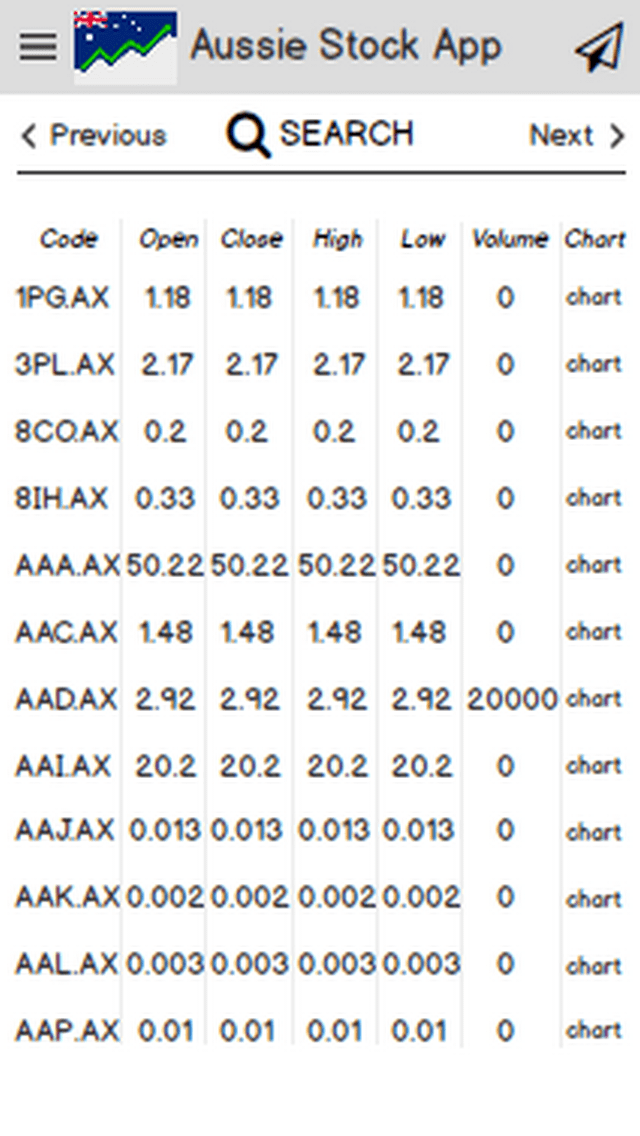 Aussie Stock App
Previous SEARCH Next
Code Open Close High Low Volume Chart
1PG.AX 1.18 1.18 1.18 1.18 0 chart
3PL.AX 2.17 2.17 2.17 2.17 0 chart
8CO.AX 0.2 0.2 0.2 0.2 0 chart
8IH.AX 0.33 0.33 0.33 0.33 0 chart
AAA.AX 50.22 50.22 50.22 50.22 0 chart
AAC.AX 1.48 1.48 1.48 1.48 0 chart
AAD.AX 2.92 2.92 2.92 2.92 20000 chart
AAI.AX 20.2 20.2 20.2 20.2 0 chart
AAJ.AX 0.013 0.013 0.013 0.013 0 chart
AAK.AX 0.002 0.002 0.002 0.002 0 chart
AAL.AX 0.003 0.003 0.003 0.003 0 chart
AAP.AX 0.01 0.01 0.01 0.01 0 chart